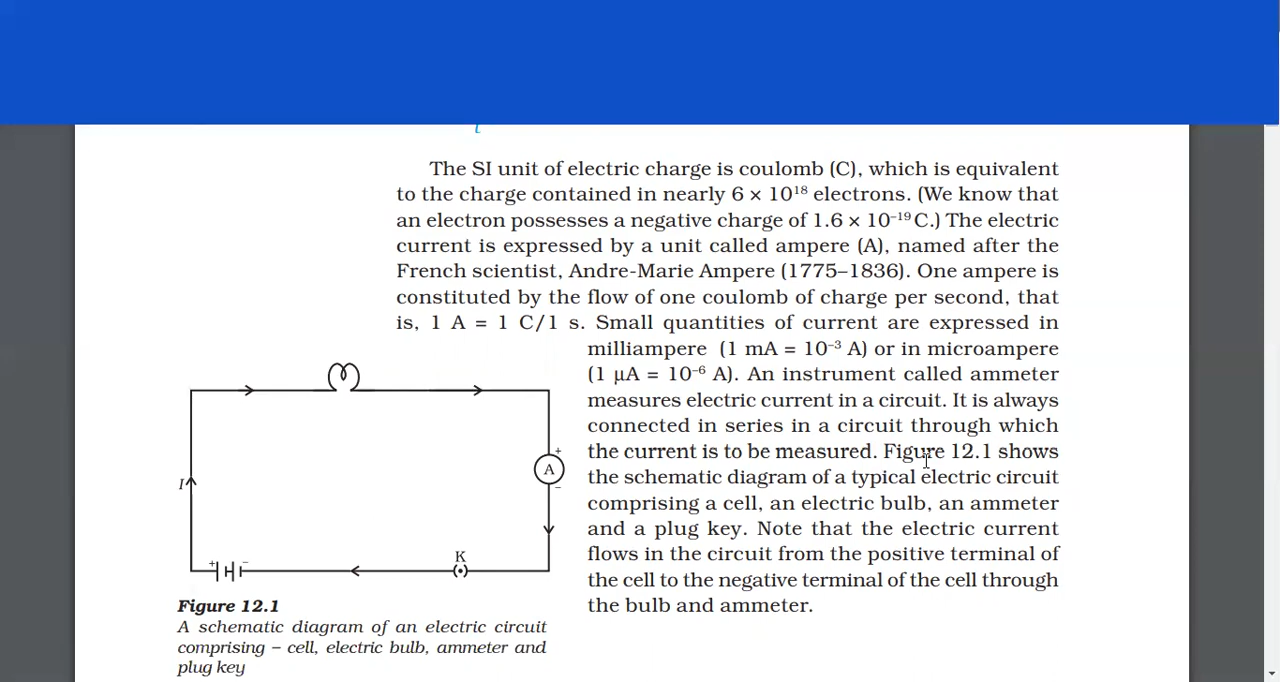 t
The SI unit of electric charge is coulomb (C), which is equivalent
to the charge contained in nearly 6 × 10¹⁸ electrons. (We know that
an electron possesses a negative charge of 1.6 × 10⁻¹⁹ C.) The electric
current is expressed by a unit called ampere (A), named after the
French scientist, Andre-Marie Ampere (1775–1836). One ampere is
constituted by the flow of one coulomb of charge per second, that
is, 1 A = 1 C/1 s. Small quantities of current are expressed in
milliampere (1 mA = 10⁻³ A) or in microampere
(1 µA = 10⁻⁶ A). An instrument called ammeter
measures electric current in a circuit. It is always
connected in series in a circuit through which
the current is to be measured. Figure 12.1 shows
the schematic diagram of a typical electric circuit
comprising a cell, an electric bulb, an ammeter
and a plug key. Note that the electric current
flows in the circuit from the positive terminal of
the cell to the negative terminal of the cell through
the bulb and ammeter.
+
A
–
I
K
+ –
Figure 12.1
A schematic diagram of an electric circuit
comprising – cell, electric bulb, ammeter and
plug key